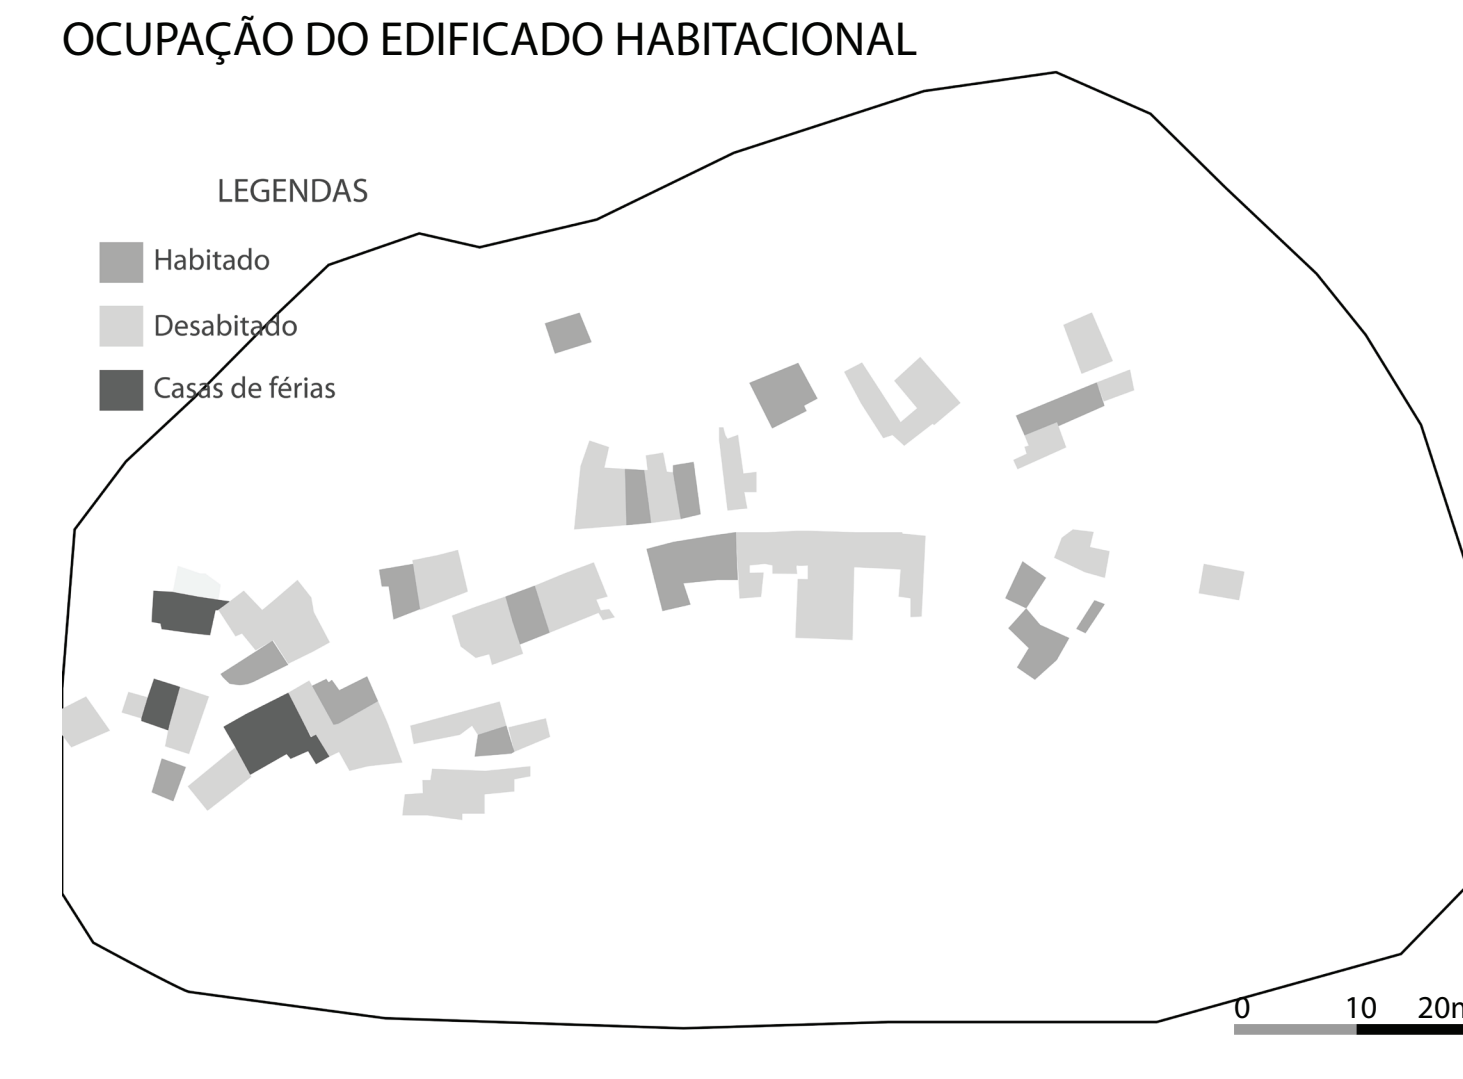 OCUPAÇÃO DO EDIFICADO HABITACIONAL
LEGENDAS
Habitado
Desabitado
Casas de férias
0 10 20